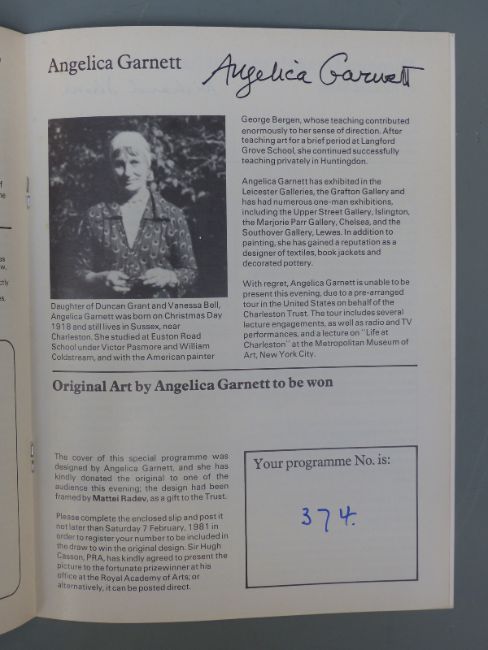 Angelica Garnett
Angelica Garnett
Daughter of Duncan Grant and Vanessa Bell,
Angelica Garnett was born on Christmas Day
1918 and still lives in Sussex, near
Charleston. She studied at Euston Road
School under Victor Pasmore and William
Coldstream, and with the American painter
George Bergen, whose teaching contributed
enormously to her sense of direction. After
teaching art for a brief period at Langford
Grove School, she continued successfully
teaching privately in Huntingdon.
Angelica Garnett has exhibited in the
Leicester Galleries, the Grafton Gallery and
has had numerous one-man exhibitions,
including the Upper Street Gallery, Islington,
the Marjorie Parr Gallery, Chelsea, and the
Southover Gallery, Lewes. In addition to
painting, she has gained a reputation as a
designer of textiles, book jackets and
decorated pottery.
With regret, Angelica Garnett is unable to be
present this evening, due to a pre-arranged
tour in the United States on behalf of the
Charleston Trust. The tour includes several
lecture engagements, as well as radio and TV
performances, and a lecture on "Life at
Charleston" at the Metropolitan Museum of
Art, New York City.
Original Art by Angelica Garnett to be won
The cover of this special programme was
designed by Angelica Garnett, and she has
kindly donated the original to one of the
audience this evening; the design had been
framed by Mattei Radev, as a gift to the Trust.
Please complete the enclosed slip and post it
not later than Saturday 7 February, 1981 in
order to register your number to be included in
the draw to win the original design. Sir Hugh
Casson, PRA, has kindly agreed to present the
picture to the fortunate prizewinner at his
office at the Royal Academy of Arts; or
alternatively, it can be posted direct.
Your programme No. is:
374.